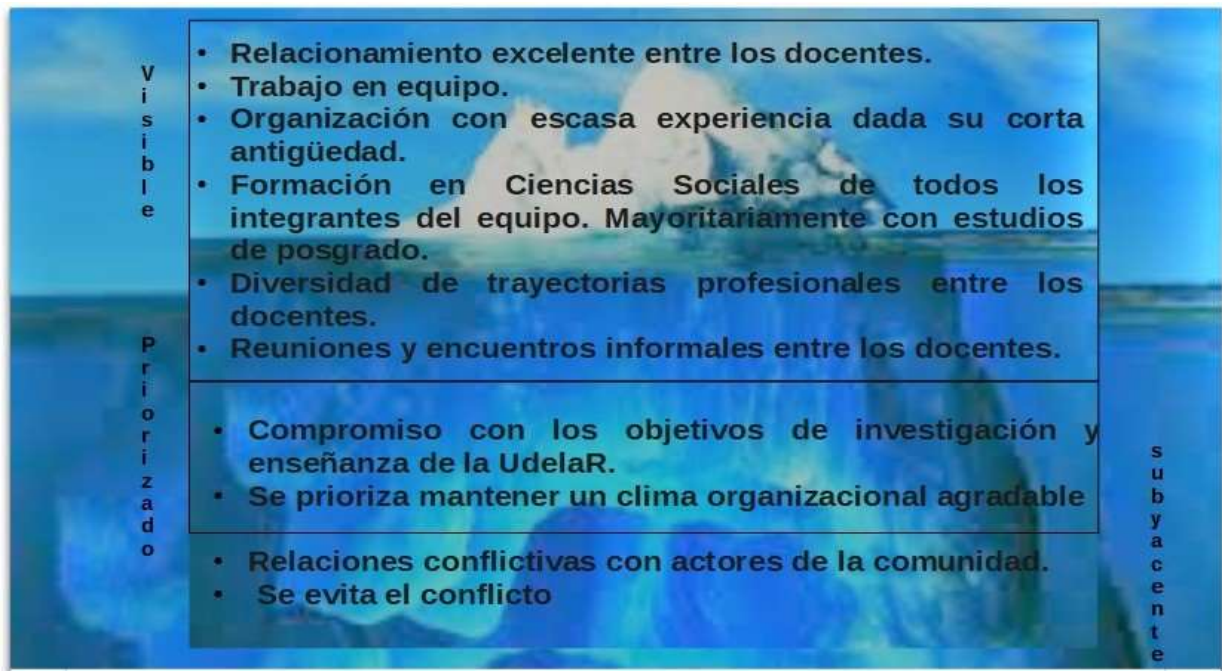 Visible
• Relacionamiento excelente entre los docentes.
• Trabajo en equipo.
• Organización con escasa experiencia dada su corta
antigüedad.
• Formación en Ciencias Sociales de todos los
integrantes del equipo. Mayoritariamente con estudios
de posgrado.
• Diversidad de trayectorias profesionales entre los
docentes.
• Reuniones y encuentros informales entre los docentes.
Priorizado
• Compromiso con los objetivos de investigación y
enseñanza de la UdelaR.
• Se prioriza mantener un clima organizacional agradable
subyacente
• Relaciones conflictivas con actores de la comunidad.
• Se evita el conflicto